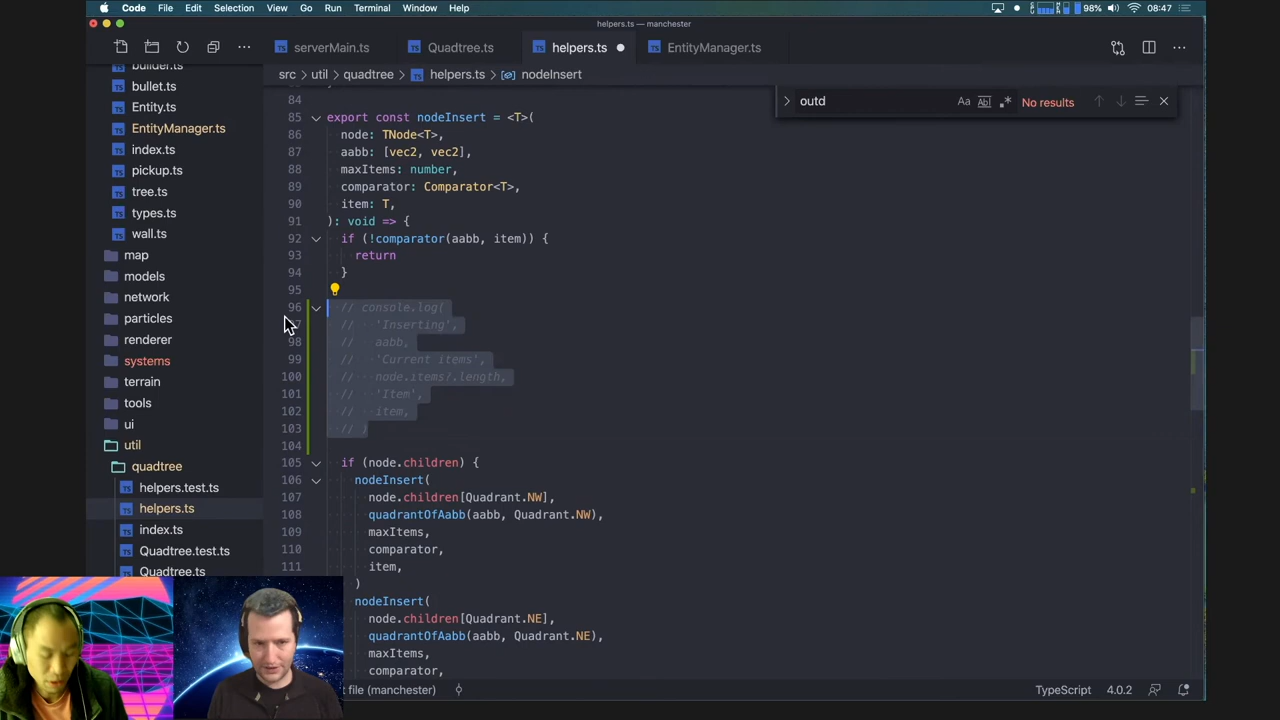 Code File Edit Selection View Go Run Terminal Window Help 98% 08:47
helpers.ts — manchester
serverMain.ts Quadtree.ts helpers.ts EntityManager.ts
src › util › quadtree › helpers.ts › nodeInsert
outd Aa Abl .* No results
builder.ts
bullet.ts
Entity.ts
EntityManager.ts
index.ts
pickup.ts
tree.ts
types.ts
wall.ts
map
models
network
particles
renderer
systems
terrain
tools
ui
util
quadtree
helpers.test.ts
helpers.ts
index.ts
Quadtree.test.ts
Quadtree.ts
84
85 export const nodeInsert = <T>(
86 node: TNode<T>,
87 aabb: [vec2, vec2],
88 maxItems: number,
89 comparator: Comparator<T>,
90 item: T,
91 ): void => {
92 if (!comparator(aabb, item)) {
93 return
94 }
95
96 // console.log(
97 // 'Inserting',
98 // aabb,
99 // 'Current items',
100 // node.items?.length,
101 // 'Item',
102 // item,
103 // )
104
105 if (node.children) {
106 nodeInsert(
107 node.children[Quadrant.NW],
108 quadrantOfAabb(aabb, Quadrant.NW),
109 maxItems,
110 comparator,
111 item,
)
nodeInsert(
node.children[Quadrant.NE],
quadrantOfAabb(aabb, Quadrant.NE),
maxItems,
comparator,
file (manchester) TypeScript 4.0.2